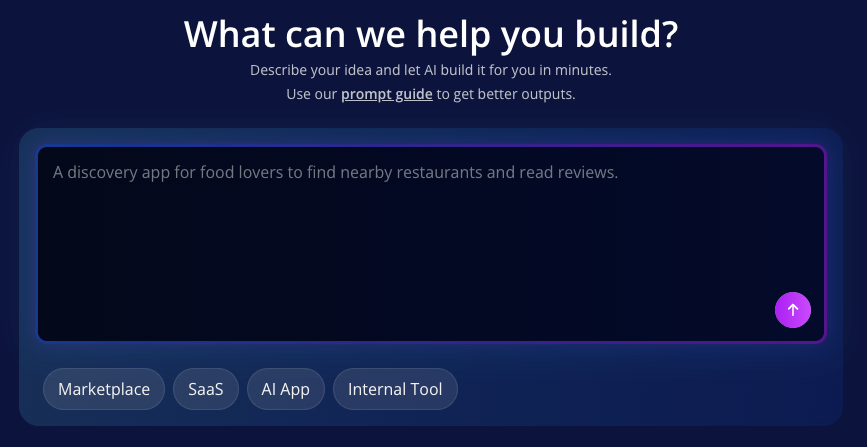 What can we help you build?
Describe your idea and let AI build it for you in minutes.
Use our prompt guide to get better outputs.
A discovery app for food lovers to find nearby restaurants and read reviews.
Marketplace
SaaS
AI App
Internal Tool